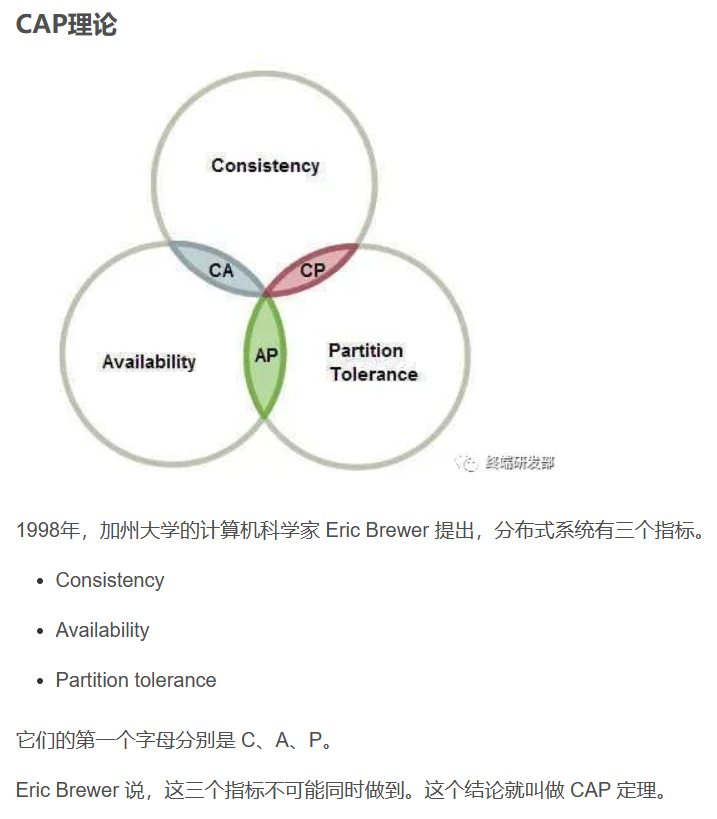 CAP理论
Consistency
CA
CP
Availability
AP
Partition
Tolerance
终端研发部
1998年，加州大学的计算机科学家 Eric Brewer 提出，分布式系统有三个指标。
• Consistency
• Availability
• Partition tolerance
它们的第一个字母分别是 C、A、P。
Eric Brewer 说，这三个指标不可能同时做到。这个结论就叫做 CAP 定理。